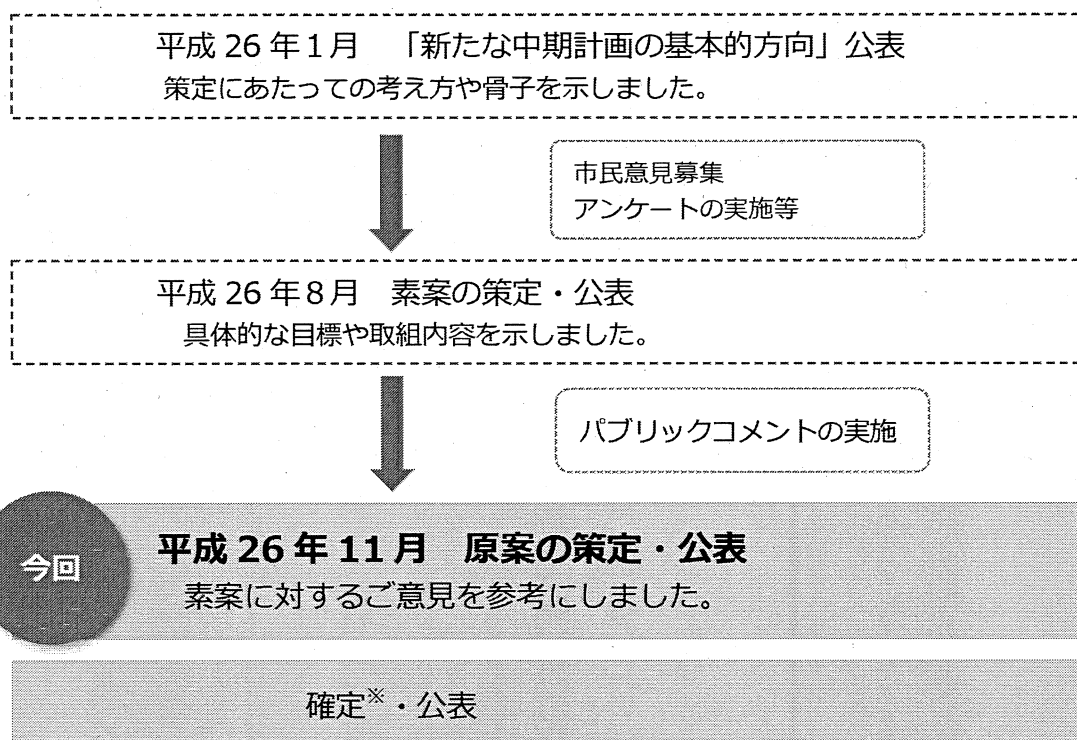 平成 26 年１月　「新たな中期計画の基本的方向」公表
策定にあたっての考え方や骨子を示しました。
市民意見募集
アンケートの実施等
平成 26 年８月　素案の策定・公表
具体的な目標や取組内容を示しました。
パブリックコメントの実施
今回
平成 26 年 11 月　原案の策定・公表
素案に対するご意見を参考にしました。
確定※・公表